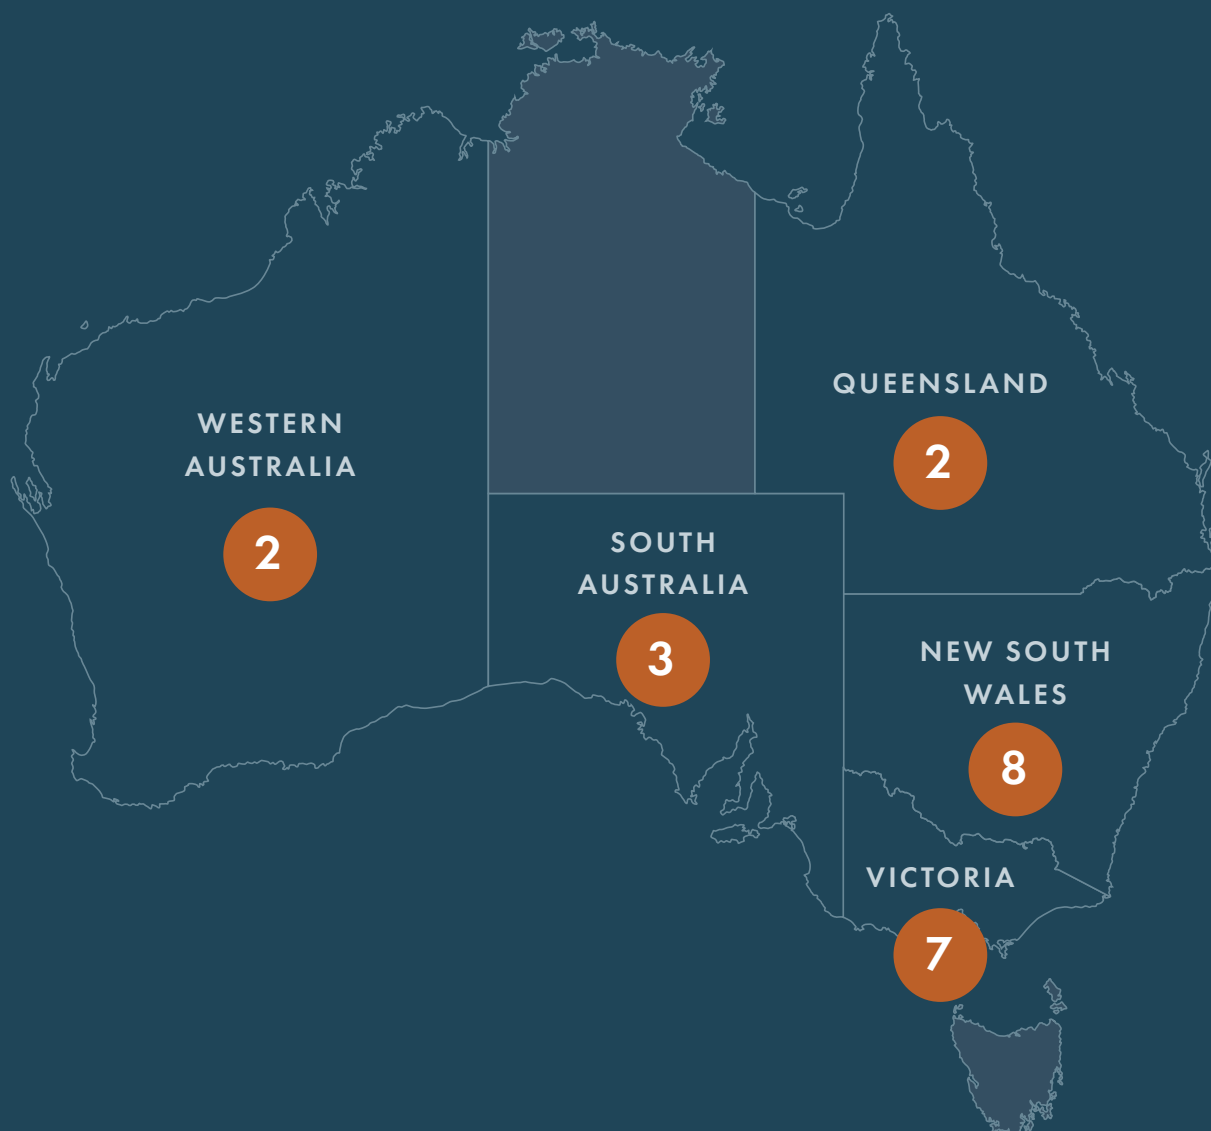 QUEENSLAND
2
WESTERN
AUSTRALIA
2
SOUTH
AUSTRALIA
3
NEW SOUTH
WALES
8
VICTORIA
7